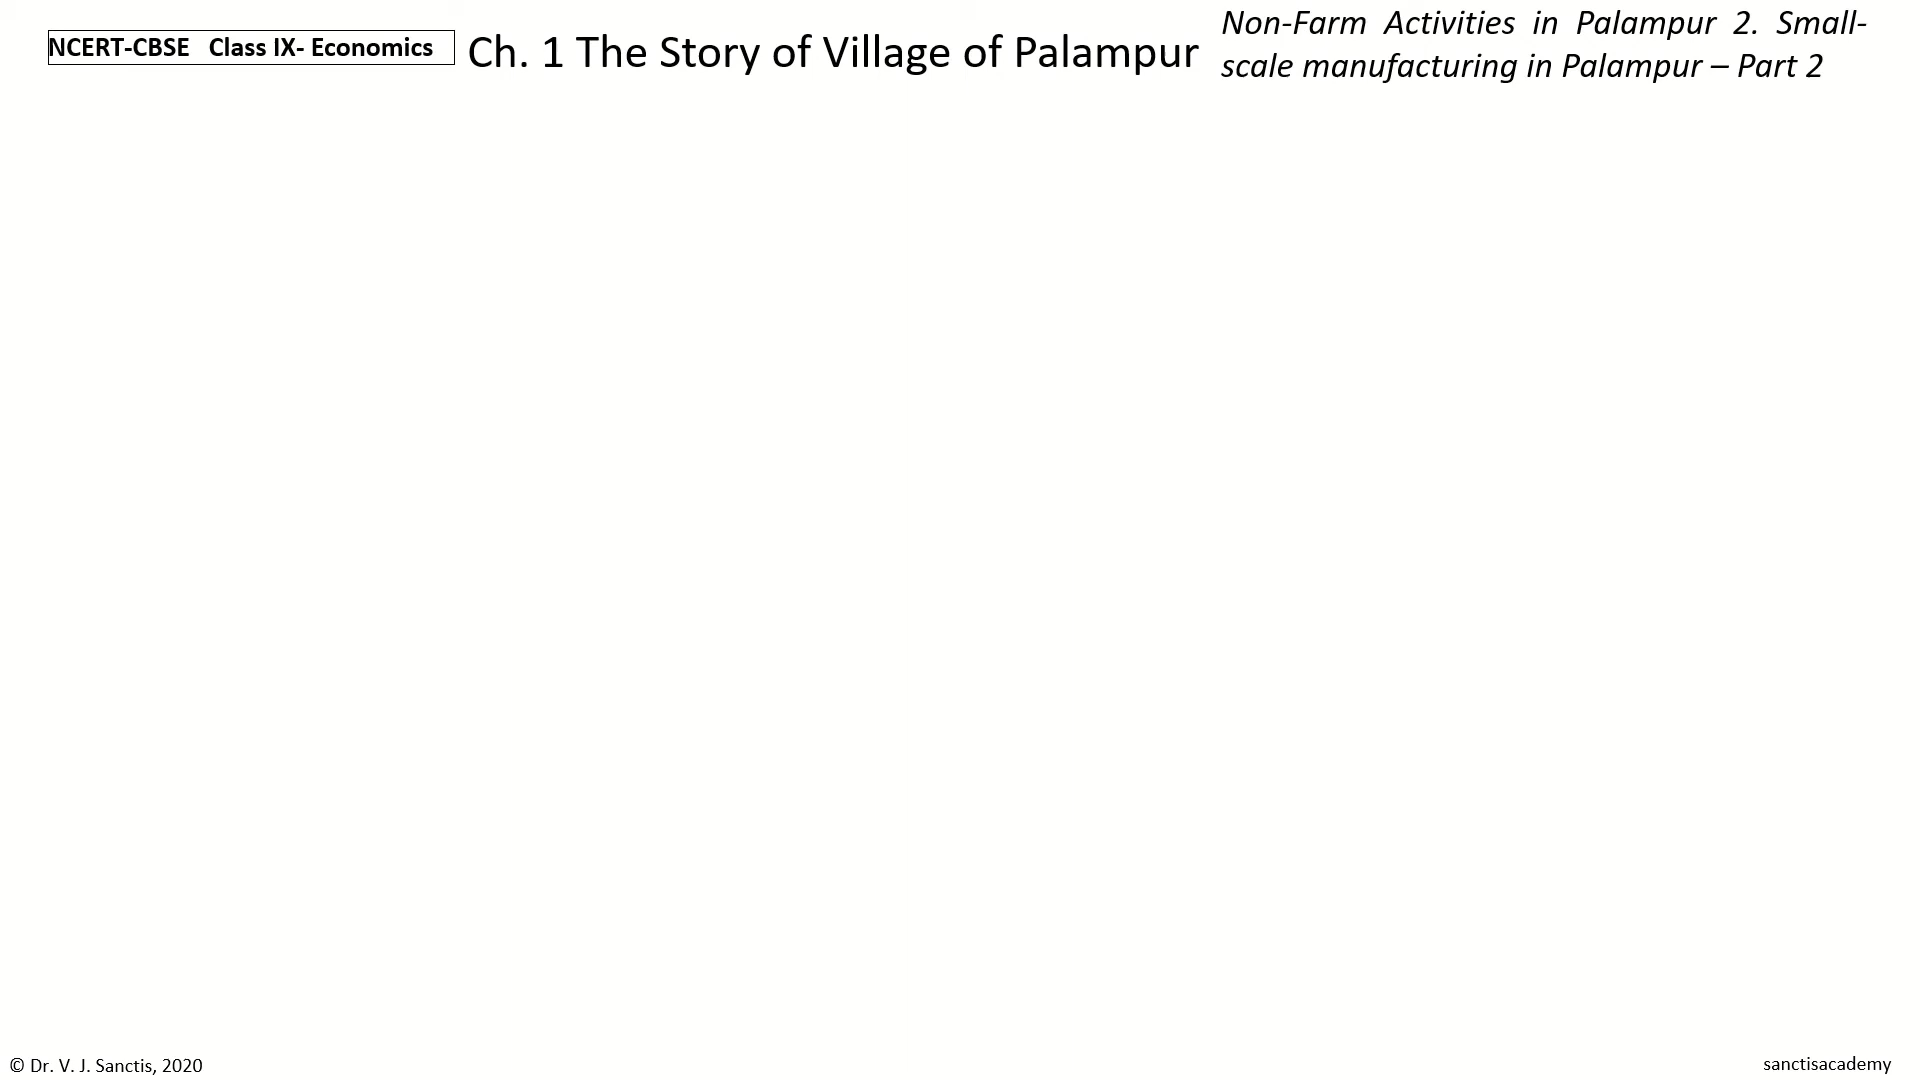 NCERT-CBSE Class IX- Economics
Ch. 1 The Story of Village of Palampur
Non-Farm Activities in Palampur 2. Small-
scale manufacturing in Palampur – Part 2
© Dr. V. J. Sanctis, 2020
sanctisacademy